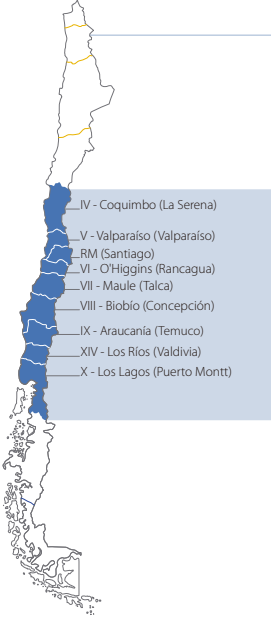 IV - Coquimbo (La Serena)
V - Valparaíso (Valparaíso)
RM (Santiago)
VI - O'Higgins (Rancagua)
VII - Maule (Talca)
VIII - Biobío (Concepción)
IX - Araucanía (Temuco)
XIV - Los Ríos (Valdivia)
X - Los Lagos (Puerto Montt)